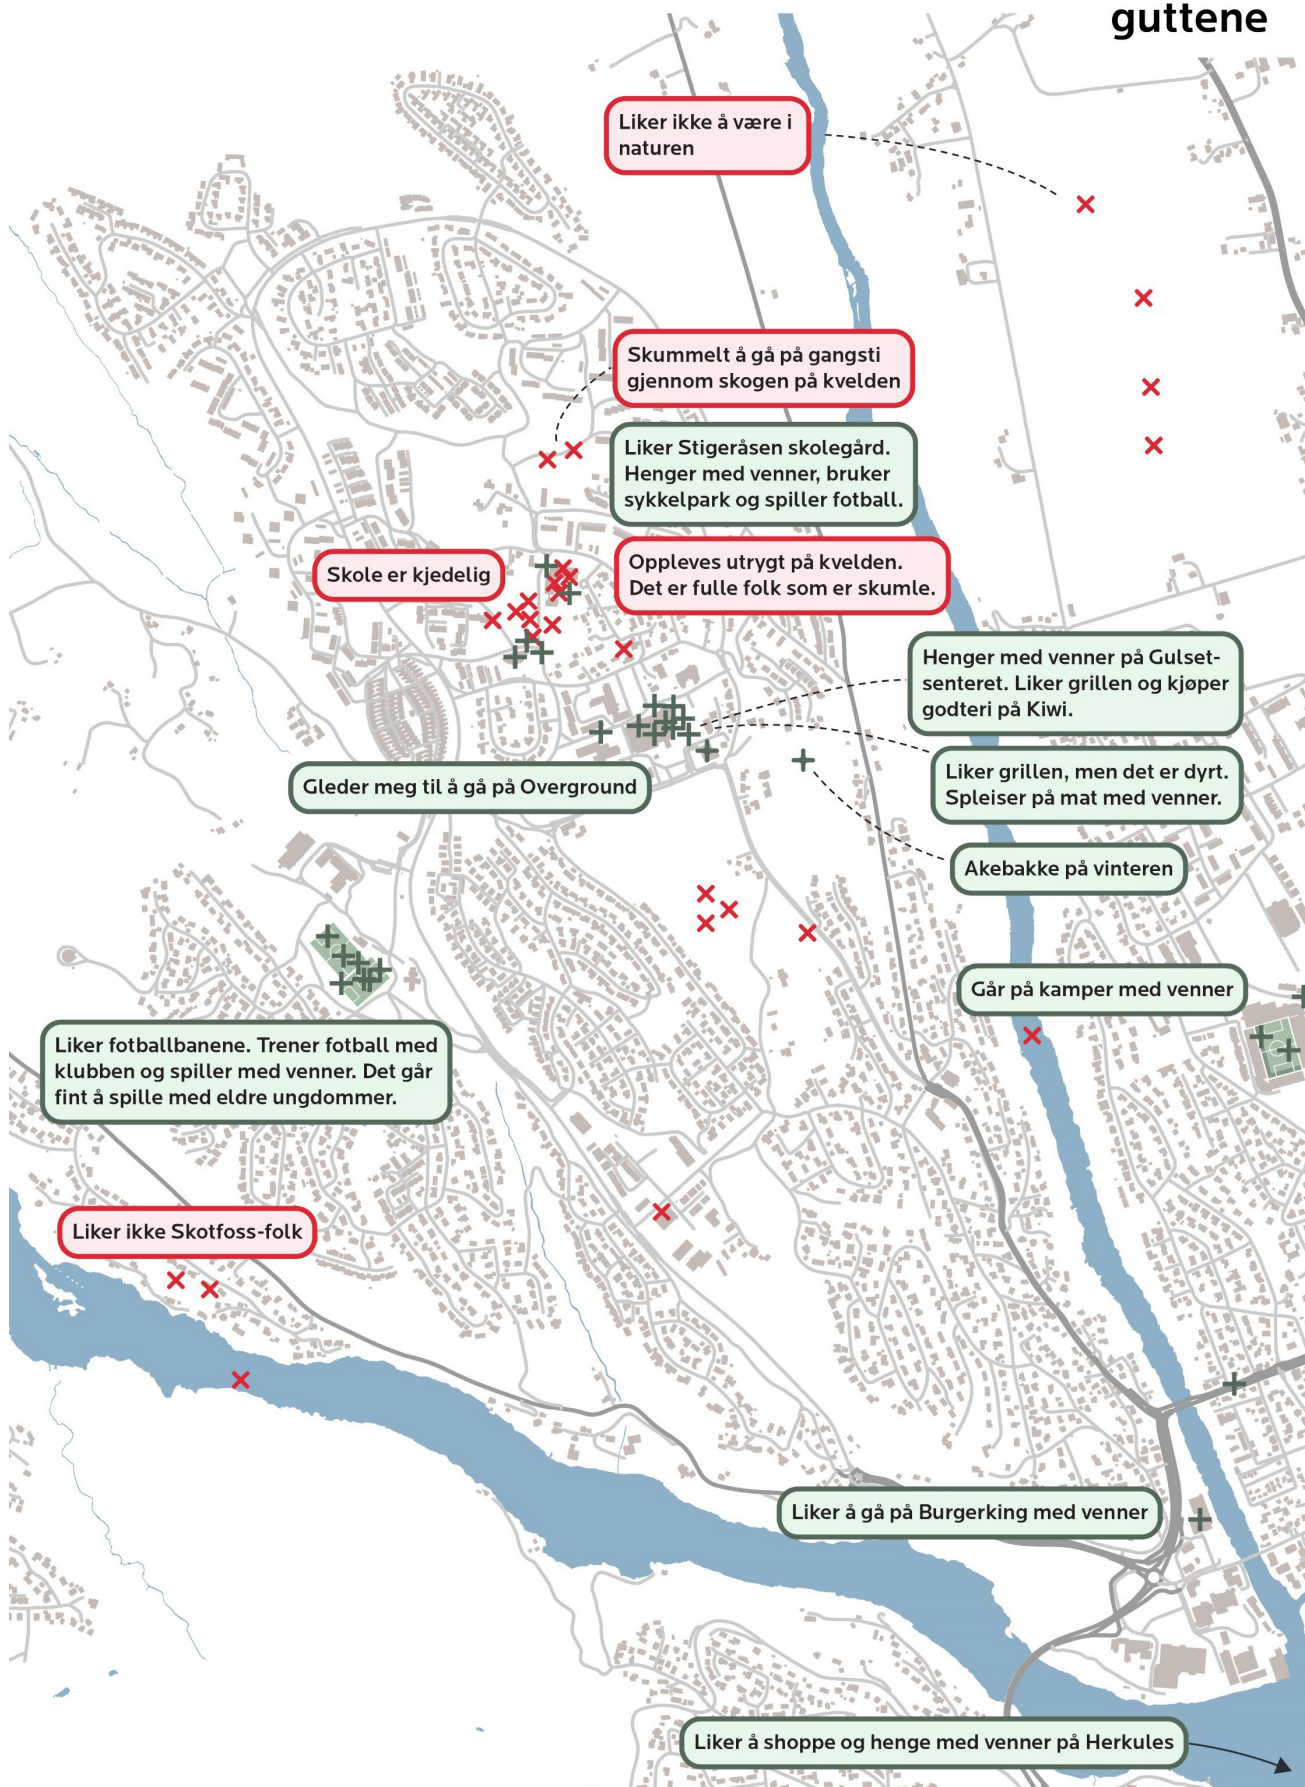 guttene
Liker ikke å være i
naturen
Skummelt å gå på gangsti
gjennom skogen på kvelden
Liker Stigeråsen skolegård.
Henger med venner, bruker
sykkelpark og spiller fotball.
Skole er kjedelig
Oppleves utrygt på kvelden.
Det er fulle folk som er skumle.
Henger med venner på Gulset-
senteret. Liker grillen og kjøper
godteri på Kiwi.
Gleder meg til å gå på Overground
Liker grillen, men det er dyrt.
Spleiser på mat med venner.
Akebakke på vinteren
Går på kamper med venner
Liker fotballbanene. Trener fotball med
klubben og spiller med venner. Det går
fint å spille med eldre ungdommer.
Liker ikke Skotfoss-folk
Liker å gå på Burgerking med venner
Liker å shoppe og henge med venner på Herkules